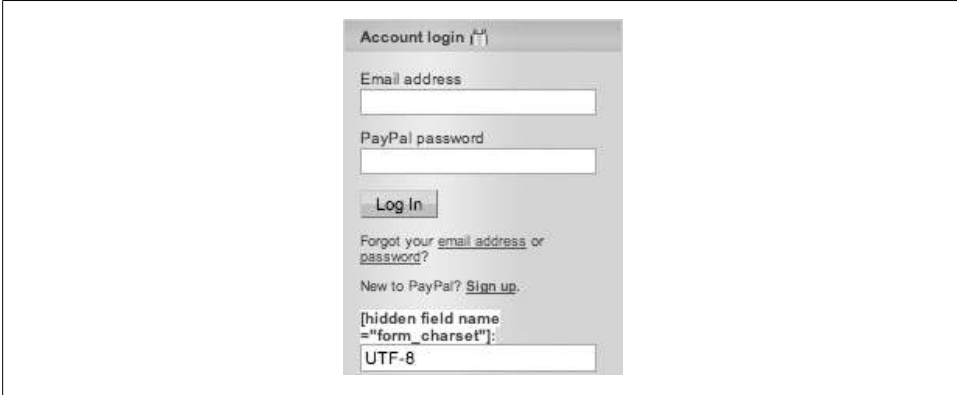 Account login
Email address
PayPal password
Log In
Forgot your email address or
password?
New to PayPal? Sign up.
[hidden field name
="form_charset"]:
UTF-8